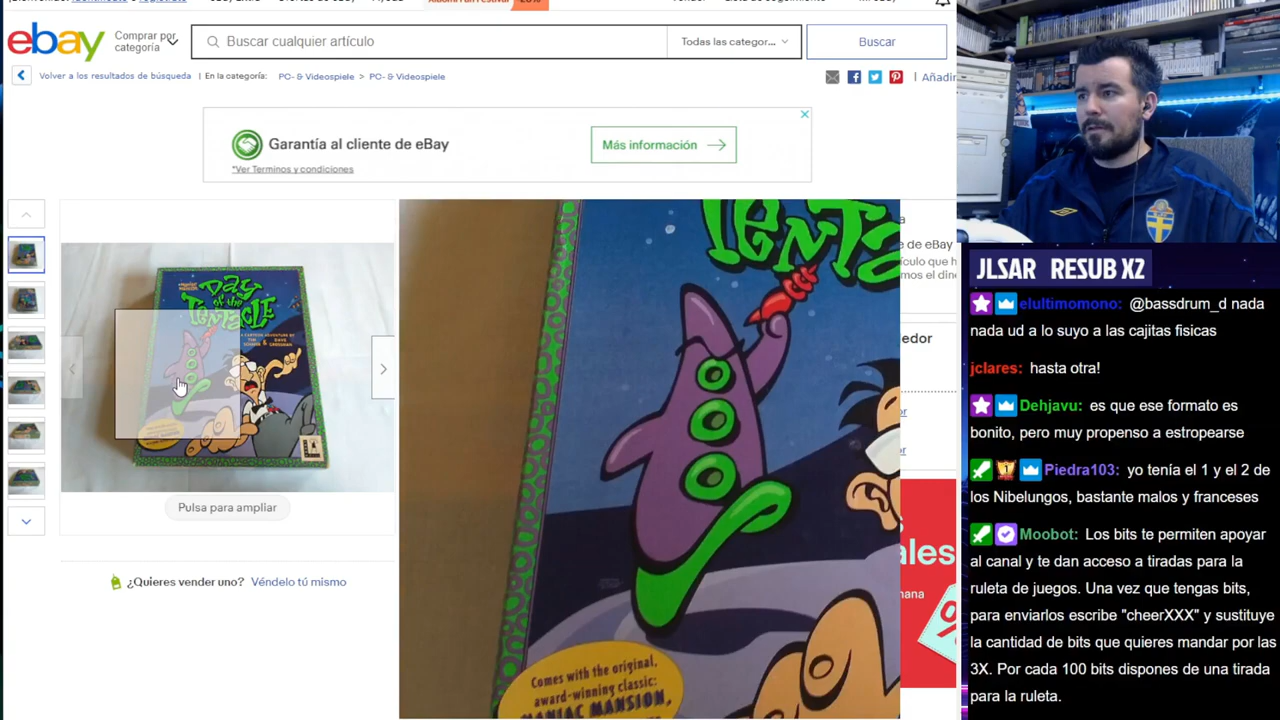 ebay
Comprar por
categoría
Buscar cualquier artículo
Todas las categor...
Buscar
Volver a los resultados de búsqueda
En la categoría:
PC- & Videospiele > PC- & Videospiele
Añadir
Garantía al cliente de eBay
*Ver Terminos y condiciones
Más información
Day
of the
TENTACLE
TENTA
Comes with the original,
award-winning classic:
MANIAC MANSION,
Pulsa para ampliar
¿Quieres vender uno? Véndelo tú mismo
de eBay
JLSAR RESUB X2
elultimomono: @bassdrum_d nada
nada ud a lo suyo a las cajitas fisicas
jclares: hasta otra!
Dehjavu: es que ese formato es
bonito, pero muy propenso a estropearse
Piedra103: yo tenía el 1 y el 2 de
los Nibelungos, bastante malos y franceses
Moobot: Los bits te permiten apoyar
al canal y te dan acceso a tiradas para la
ruleta de juegos. Una vez que tengas bits,
para enviarlos escribe "cheerXXX" y sustituye
la cantidad de bits que quieres mandar por las
3X. Por cada 100 bits dispones de una tirada
para la ruleta.